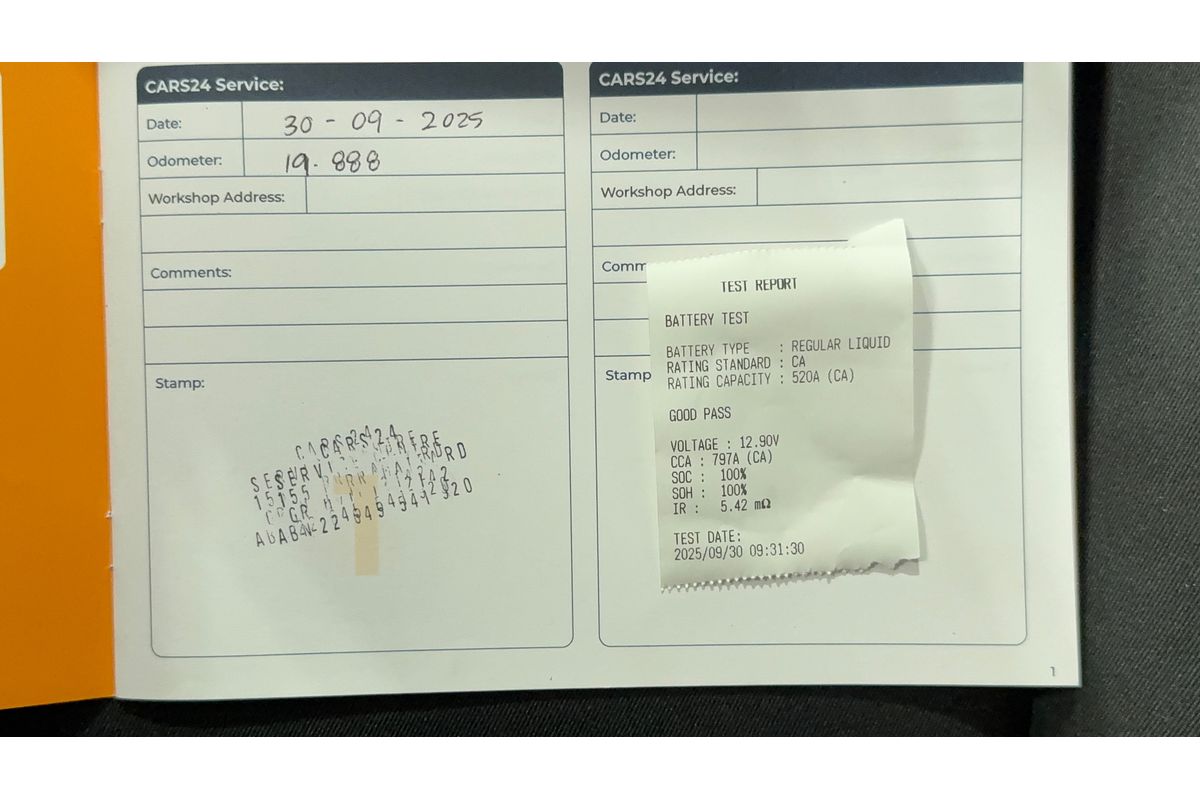 CARS24 Service:
Date: 30 - 09 - 2025
Odometer: 19. 888
Workshop Address:
Comments:
Stamp:
CARS24 Service:
Date:
Odometer:
Workshop Address:
Comm
Stamp
TEST REPORT
BATTERY TEST
BATTERY TYPE : REGULAR LIQUID
RATING STANDARD : CA
RATING CAPACITY : 520A (CA)
GOOD PASS
VOLTAGE : 12.90V
CCA : 797A (CA)
SOC : 100%
SOH : 100%
IR : 5.42 mΩ
TEST DATE:
2025/09/30 09:31:30
1